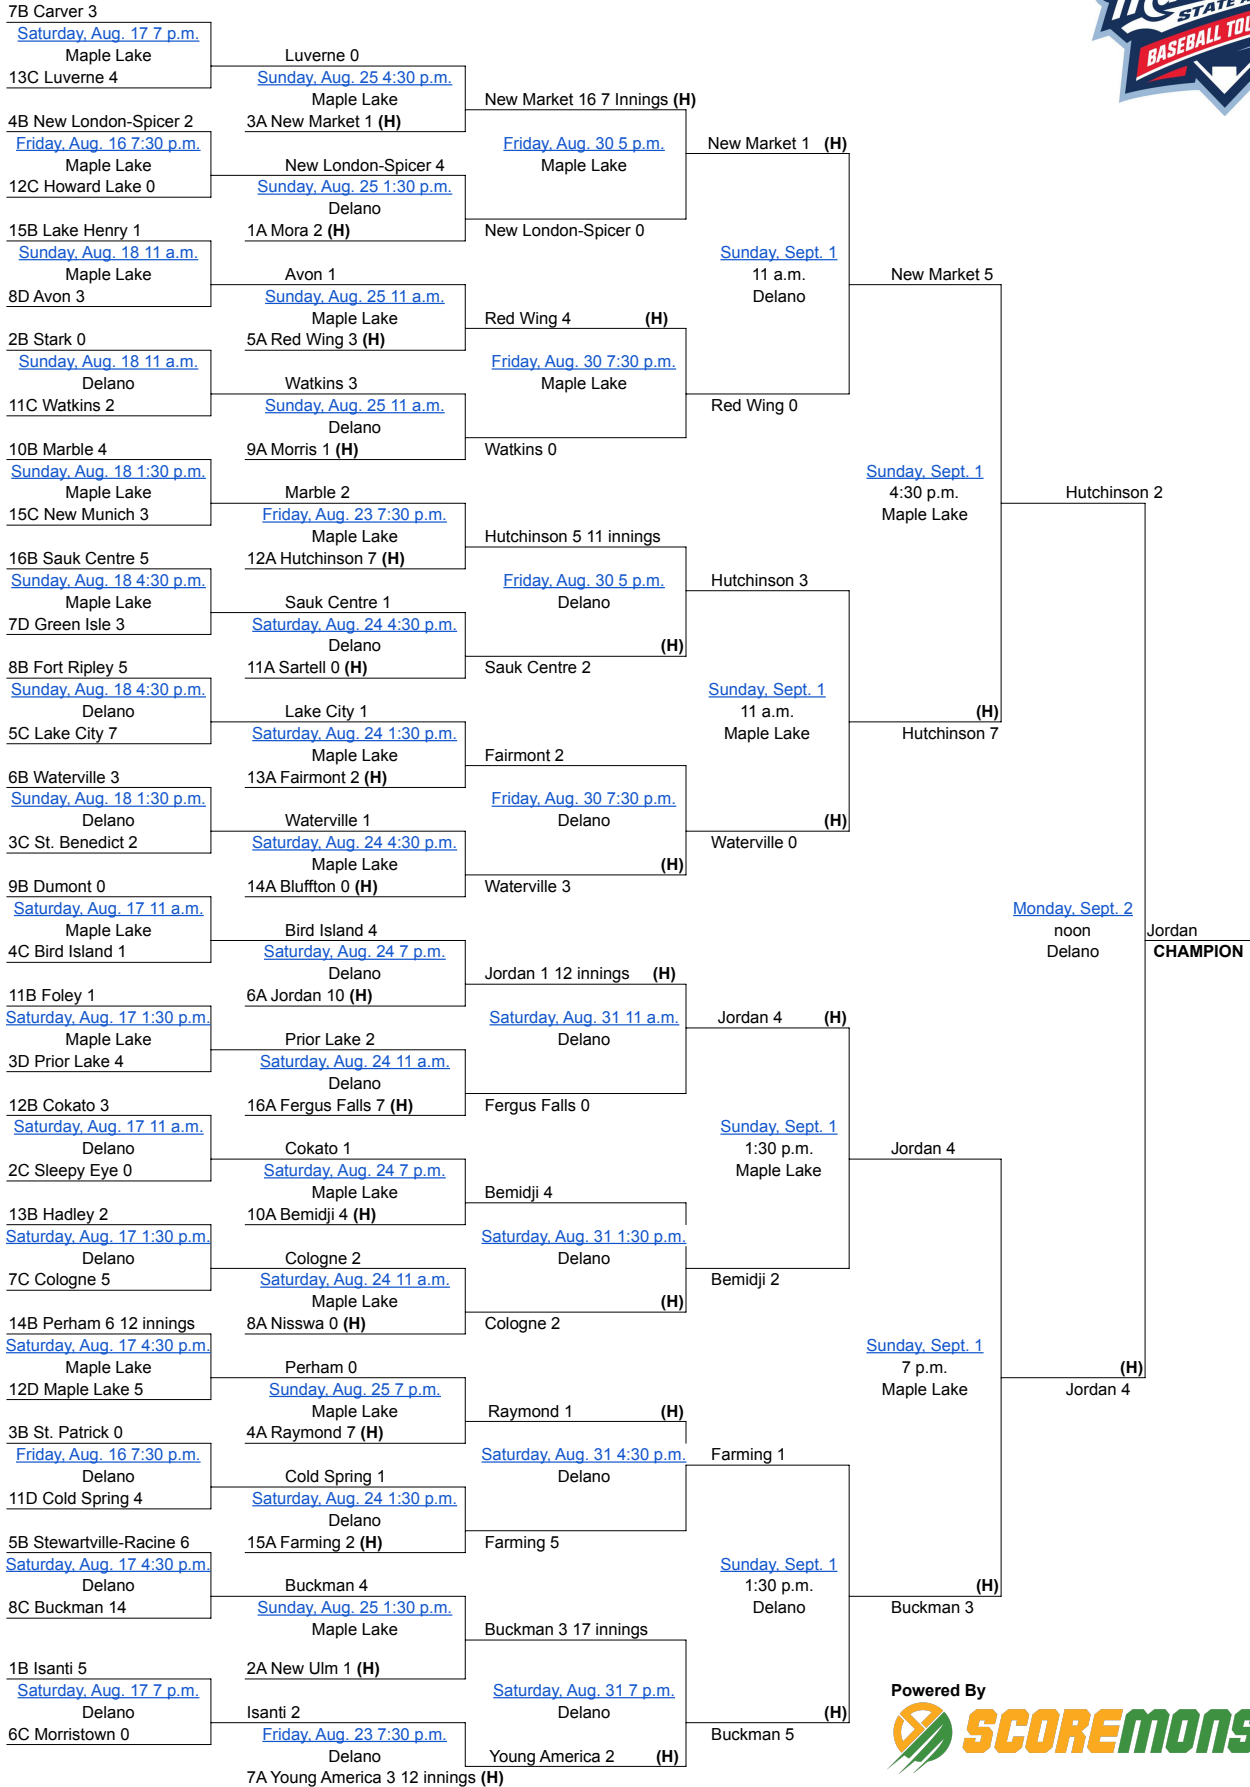 7B Carver 3
Saturday, Aug. 17 7 p.m.
Maple Lake
13C Luverne 4
4B New London-Spicer 2
Friday, Aug. 16 7:30 p.m.
Maple Lake
12C Howard Lake 0
15B Lake Henry 1
Sunday, Aug. 18 11 a.m.
Maple Lake
8D Avon 3
2B Stark 0
Sunday, Aug. 18 11 a.m.
Delano
11C Watkins 2
10B Marble 4
Sunday, Aug. 18 1:30 p.m.
Maple Lake
15C New Munich 3
16B Sauk Centre 5
Sunday, Aug. 18 4:30 p.m.
Maple Lake
7D Green Isle 3
8B Fort Ripley 5
Sunday, Aug. 18 4:30 p.m.
Delano
5C Lake City 7
6B Waterville 3
Sunday, Aug. 18 1:30 p.m.
Delano
3C St. Benedict 2
9B Dumont 0
Saturday, Aug. 17 11 a.m.
Maple Lake
4C Bird Island 1
11B Foley 1
Saturday, Aug. 17 1:30 p.m.
Maple Lake
3D Prior Lake 4
12B Cokato 3
Saturday, Aug. 17 11 a.m.
Delano
2C Sleepy Eye 0
13B Hadley 2
Saturday, Aug. 17 1:30 p.m.
Delano
7C Cologne 5
14B Perham 6 12 innings
Saturday, Aug. 17 4:30 p.m.
Maple Lake
12D Maple Lake 5
3B St. Patrick 0
Friday, Aug. 16 7:30 p.m.
Delano
11D Cold Spring 4
5B Stewartville-Racine 6
Saturday, Aug. 17 4:30 p.m.
Delano
8C Buckman 14
1B Isanti 5
Saturday, Aug. 17 7 p.m.
Delano
6C Morristown 0
Luverne 0
Sunday, Aug. 25 4:30 p.m.
Maple Lake
3A New Market 1 (H)
New London-Spicer 4
Sunday, Aug. 25 1:30 p.m.
Delano
1A Mora 2 (H)
Avon 1
Sunday, Aug. 25 11 a.m.
Maple Lake
5A Red Wing 3 (H)
Watkins 3
Sunday, Aug. 25 11 a.m.
Delano
9A Morris 1 (H)
Marble 2
Friday, Aug. 23 7:30 p.m.
Maple Lake
12A Hutchinson 7 (H)
Sauk Centre 1
Saturday, Aug. 24 4:30 p.m.
Delano
11A Sartell 0 (H)
Lake City 1
Saturday, Aug. 24 1:30 p.m.
Maple Lake
13A Fairmont 2 (H)
Waterville 1
Saturday, Aug. 24 4:30 p.m.
Maple Lake
14A Bluffton 0 (H)
Bird Island 4
Saturday, Aug. 24 7 p.m.
Delano
6A Jordan 10 (H)
Prior Lake 2
Saturday, Aug. 24 11 a.m.
Delano
16A Fergus Falls 7 (H)
Cokato 1
Saturday, Aug. 24 7 p.m.
Maple Lake
10A Bemidji 4 (H)
Cologne 2
Saturday, Aug. 24 11 a.m.
Maple Lake
8A Nisswa 0 (H)
Perham 0
Sunday, Aug. 25 7 p.m.
Maple Lake
4A Raymond 7 (H)
Cold Spring 1
Saturday, Aug. 24 1:30 p.m.
Delano
15A Farming 2 (H)
Buckman 4
Sunday, Aug. 25 1:30 p.m.
Maple Lake
2A New Ulm 1 (H)
Isanti 2
Friday, Aug. 23 7:30 p.m.
Delano
7A Young America 3 12 innings (H)
New Market 16 7 Innings (H)
Friday, Aug. 30 5 p.m.
Maple Lake
New London-Spicer 0
Red Wing 4 (H)
Friday, Aug. 30 7:30 p.m.
Maple Lake
Watkins 0
Hutchinson 5 11 innings
Friday, Aug. 30 5 p.m.
Delano
(H)
Sauk Centre 2
Fairmont 2
Friday, Aug. 30 7:30 p.m.
Delano
(H)
Waterville 3
Jordan 1 12 innings (H)
Saturday, Aug. 31 11 a.m.
Delano
Fergus Falls 0
Bemidji 4
Saturday, Aug. 31 1:30 p.m.
Delano
(H)
Cologne 2
Raymond 1 (H)
Saturday, Aug. 31 4:30 p.m.
Delano
Farming 5
Buckman 3 17 innings
Saturday, Aug. 31 7 p.m.
Delano
Young America 2 (H)
New Market 1 (H)
Sunday, Sept. 1
11 a.m.
Delano
Red Wing 0
Hutchinson 3
Sunday, Sept. 1
11 a.m.
Maple Lake
(H)
Waterville 0
Jordan 4 (H)
Sunday, Sept. 1
1:30 p.m.
Maple Lake
Bemidji 2
Farming 1
Sunday, Sept. 1
1:30 p.m.
Delano
(H)
Buckman 5
New Market 5
Sunday, Sept. 1
4:30 p.m.
Maple Lake
(H)
Hutchinson 7
Jordan 4
Sunday, Sept. 1
7 p.m.
Maple Lake
(H)
Buckman 3
Hutchinson 2
Monday, Sept. 2
noon
Delano
(H)
Jordan 4
Jordan
CHAMPION
STATE
BASEBALL TOU
Powered By
SCOREMONS